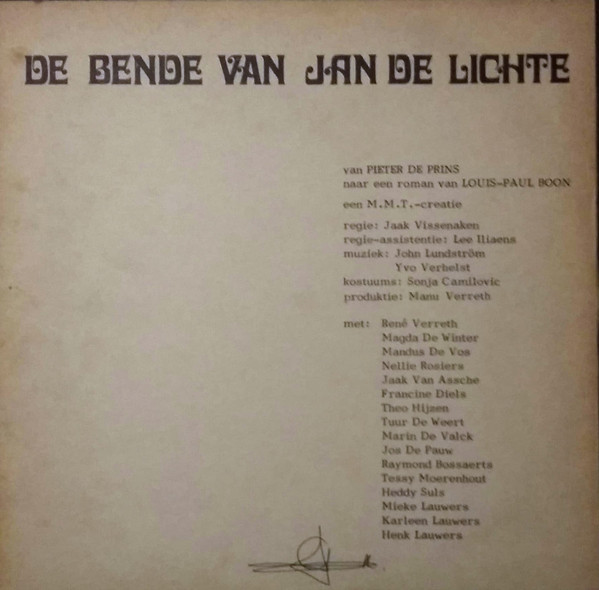 DE BENDE VAN JAN DE LICHTE
van PIETER DE PRINS
naar een roman van LOUIS-PAUL BOON
een M.M.T.-creatie
regie: Jaak Vissenaken
regie-assistentie: Lee Iliaens
muziek: John Lundström
Yvo Verhelst
kostuums: Sonja Camilovic
produktie: Manu Verreth
met: René Verreth
Magda De Winter
Mandus De Vos
Nellie Rosiers
Jaak Van Assche
Francine Diels
Theo Hijzen
Tuur De Weert
Marin De Valck
Jos De Pauw
Raymond Bossaerts
Tessy Moerenhout
Heddy Suls
Mieke Lauwers
Karleen Lauwers
Henk Lauwers